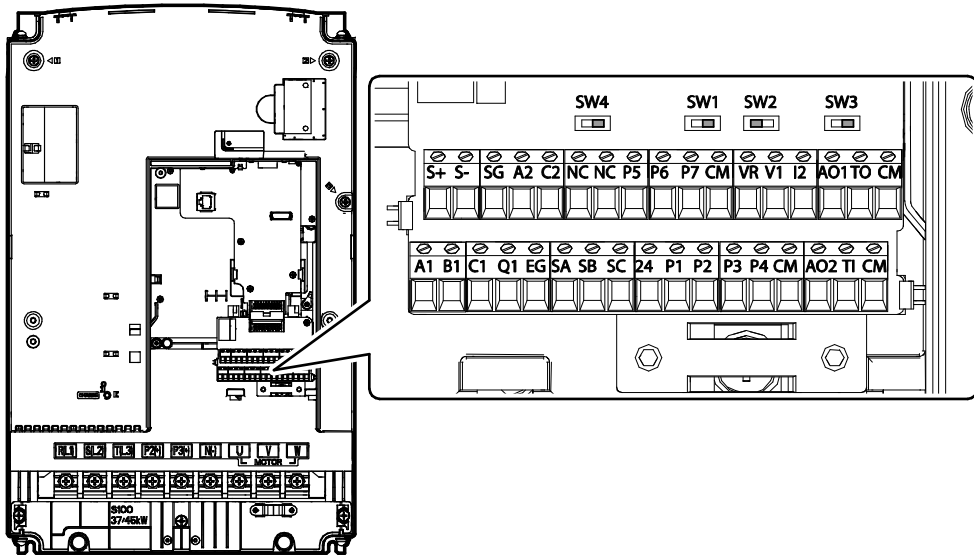 SW4 SW1 SW2 SW3
S+ S- SG A2 C2 NC NC P5 P6 P7 CM VR V1 I2 AO1 TO CM
A1 B1 C1 Q1 EG SA SB SC 24 P1 P2 P3 P4 CM AO2 TI CM
R(L1) S(L2) T(L3) P2(+) P3(+) N(-) U V W
MOTOR
S100
37/45kW